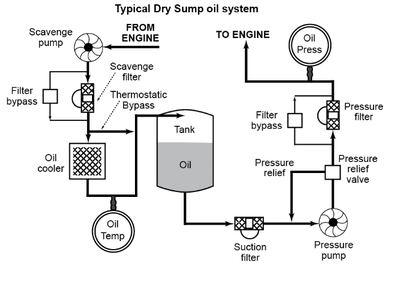 Typical Dry Sump oil system
Scavenge
pump
FROM
ENGINE
TO ENGINE
Oil
Press
Scavenge
filter
Thermostatic
Bypass
Filter
bypass
Oil
cooler
Tank
Oil
Filter
bypass
Pressure
filter
Pressure
relief
Pressure
relief
valve
Oil
Temp
Suction
filter
Pressure
pump